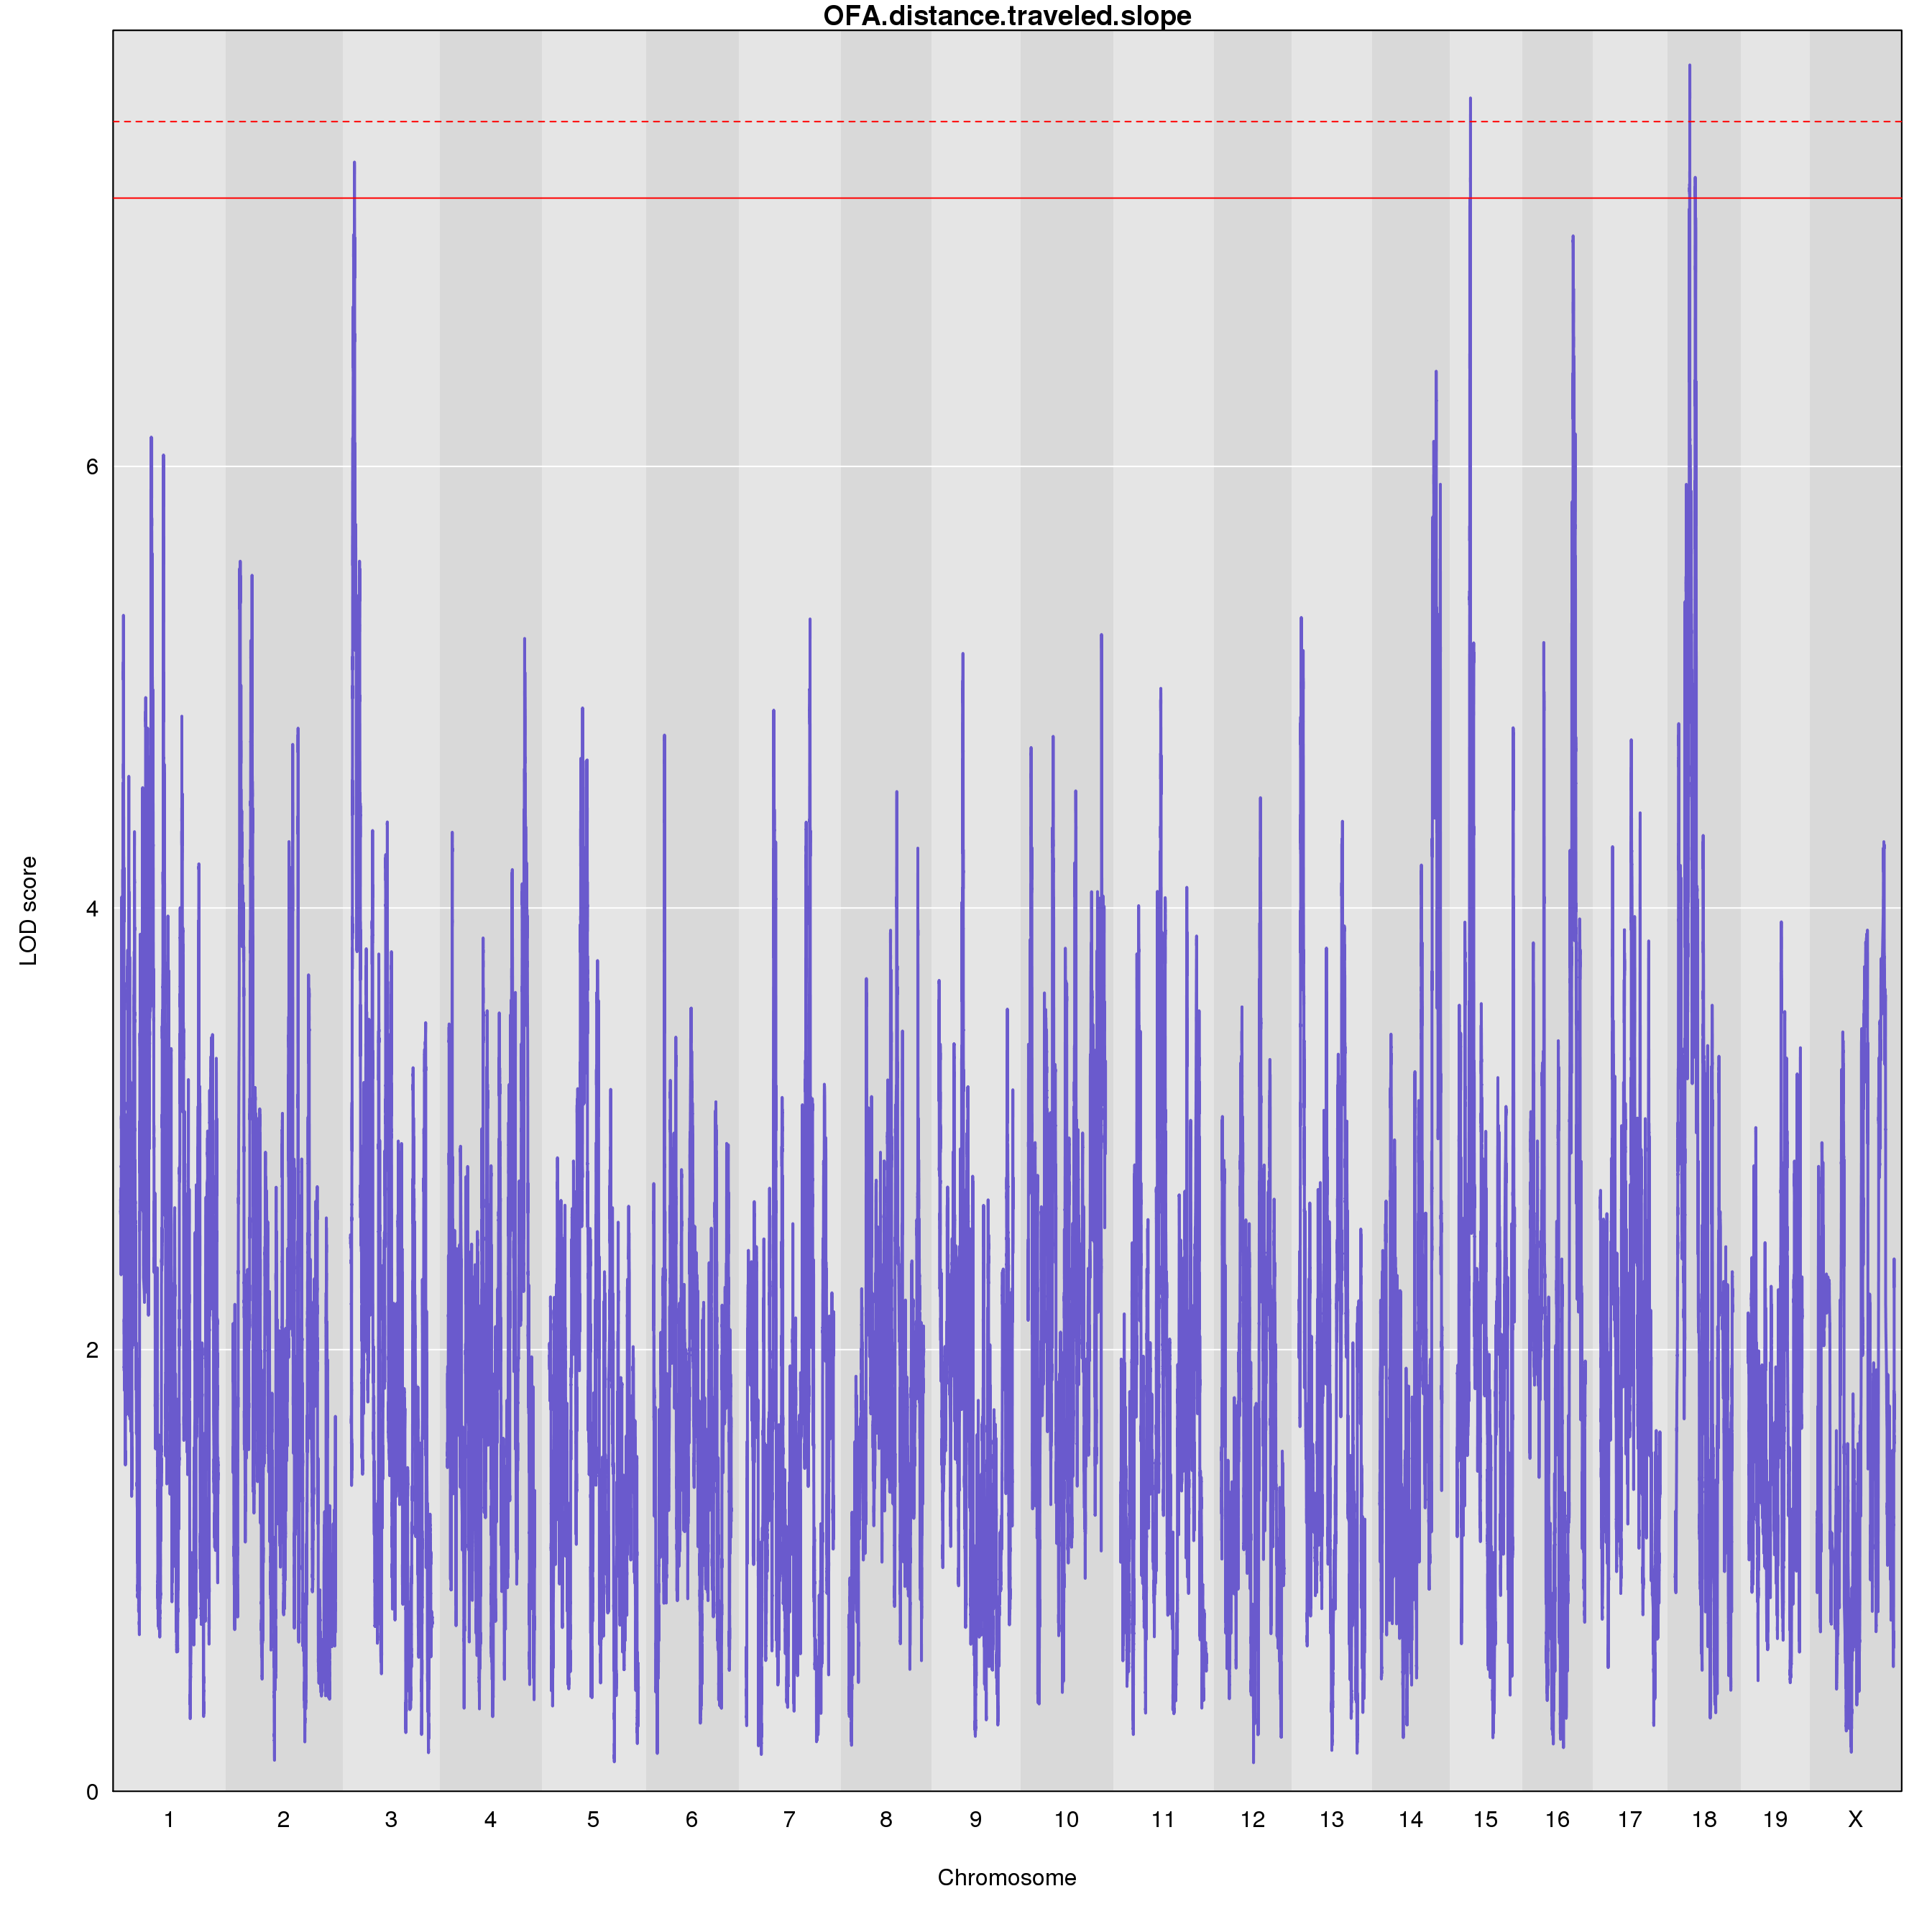 OFA.distance.traveled.slope
LOD score
6
4
2
0
1 2 3 4 5 6 7 8 9 10 11 12 13 14 15 16 17 18 19 X
Chromosome